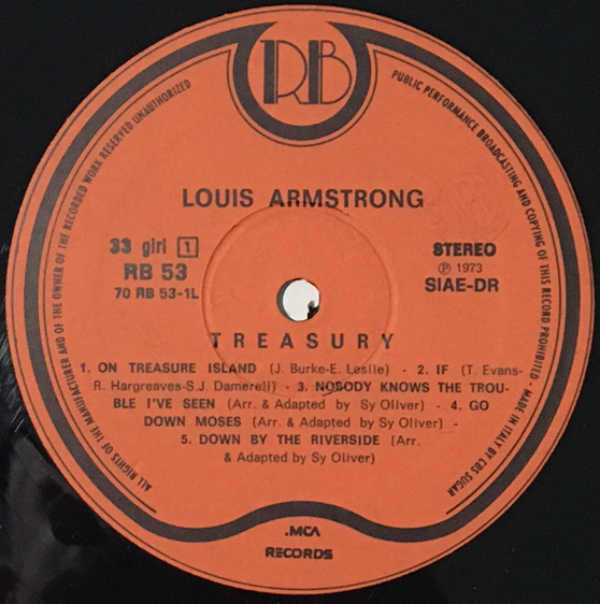 RB
ALL RIGHTS OF THE MANUFACTURER AND OF THE OWNER OF THE RECORDED WORK RESERVED UNAUTHORIZED
PUBLIC PERFORMANCE BROADCASTING AND COPYING OF THIS RECORD PROHIBITED - MADE IN ITALY BY CBS SUGAR
LOUIS ARMSTRONG
33 giri 1
RB 53
70 RB 53-1L
STEREO
Ⓟ 1973
SIAE-DR
TREASURY
1. ON TREASURE ISLAND (J. Burke-E. Leslie) - 2. IF (T. Evans-
R. Hargreaves-S.J. Damerell) - 3. NOBODY KNOWS THE TROU-
BLE I'VE SEEN (Arr. & Adapted by Sy Oliver) - 4. GO
DOWN MOSES (Arr. & Adapted by Sy Oliver) -
5. DOWN BY THE RIVERSIDE (Arr.
& Adapted by Sy Oliver)
.MCA
RECORDS